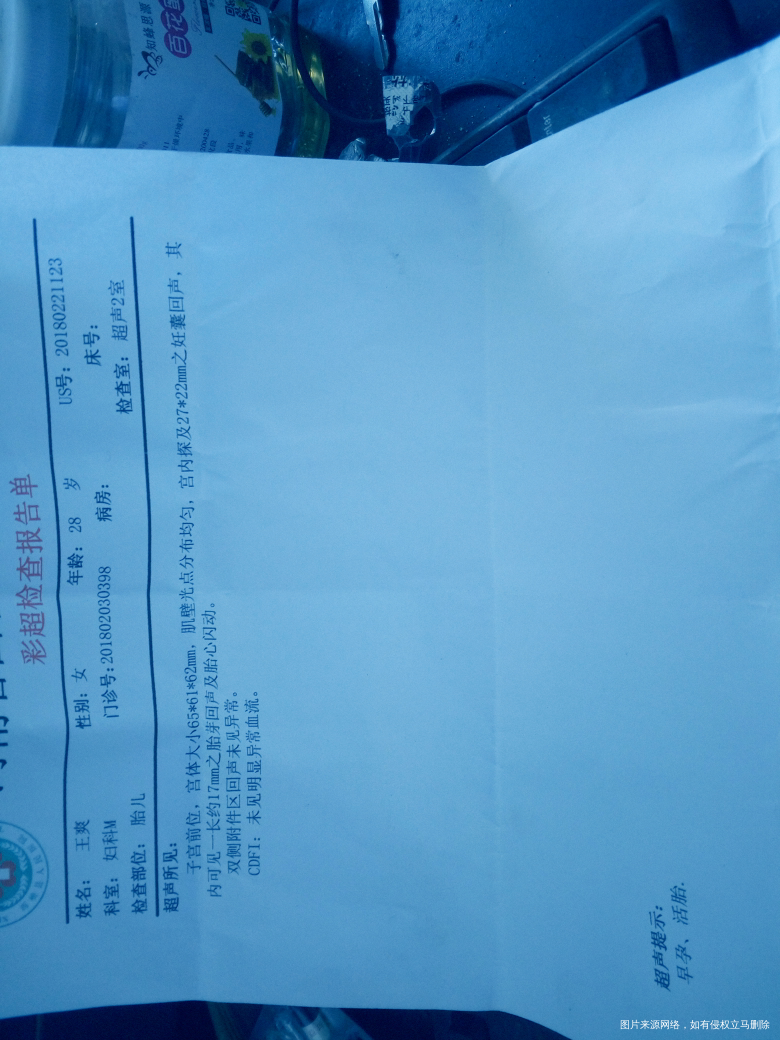 彩超检查报告单
US号：20180221123
姓名： 王爽 性别：女 年龄：28 岁 床号：
科室： 妇科M 门诊号：201802030398 病房：
检查部位： 胎儿 检查室： 超声2室
超声所见：
子宫前位，宫体大小65*61*62mm，肌壁光点分布均匀，宫内探及27*22mm之妊囊回声，其
内可见一长约17mm之胎芽回声及胎心闪动。
双侧附件区回声未见异常。
CDFI：未见明显异常血流。
超声提示：
早孕、活胎.
知蜂恩源
百花
图片来源网络，如有侵权立马删除